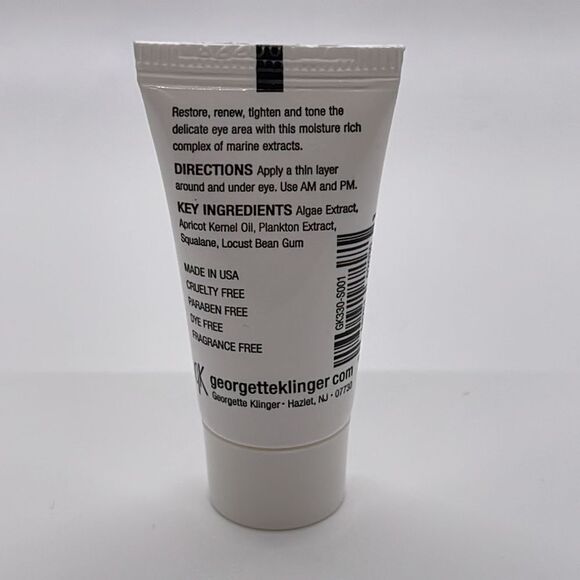 Restore, renew, tighten and tone the
delicate eye area with this moisture rich
complex of marine extracts.
DIRECTIONS Apply a thin layer
around and under eye. Use AM and PM.
KEY INGREDIENTS Algae Extract,
Apricot Kernel Oil, Plankton Extract,
Squalane, Locust Bean Gum
MADE IN USA
CRUELTY FREE
PARABEN FREE
DYE FREE
FRAGRANCE FREE
GK330-S001
GK georgetteklinger.com
Georgette Klinger · Hazlet, NJ · 07730